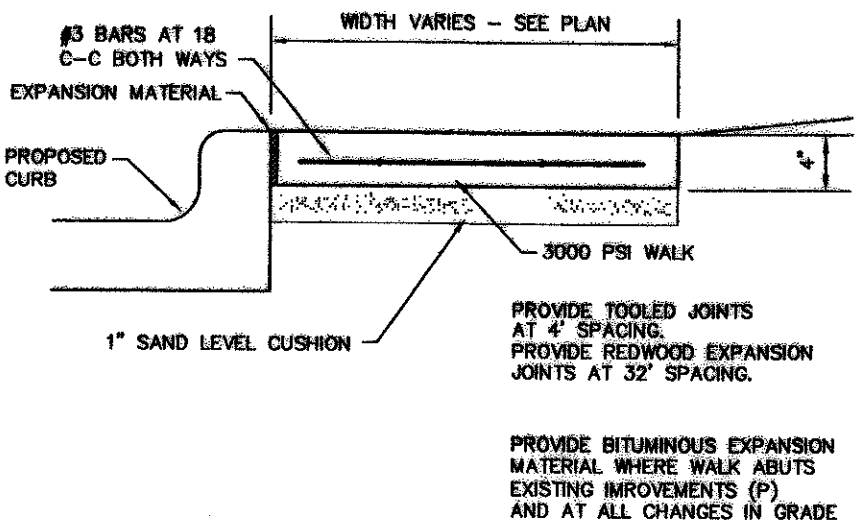 WIDTH VARIES - SEE PLAN
#3 BARS AT 18
C-C BOTH WAYS
EXPANSION MATERIAL
PROPOSED
CURB
4"
3000 PSI WALK
1" SAND LEVEL CUSHION
PROVIDE TOOLED JOINTS
AT 4' SPACING.
PROVIDE REDWOOD EXPANSION
JOINTS AT 32' SPACING.
PROVIDE BITUMINOUS EXPANSION
MATERIAL WHERE WALK ABUTS
EXISTING IMROVEMENTS (P)
AND AT ALL CHANGES IN GRADE